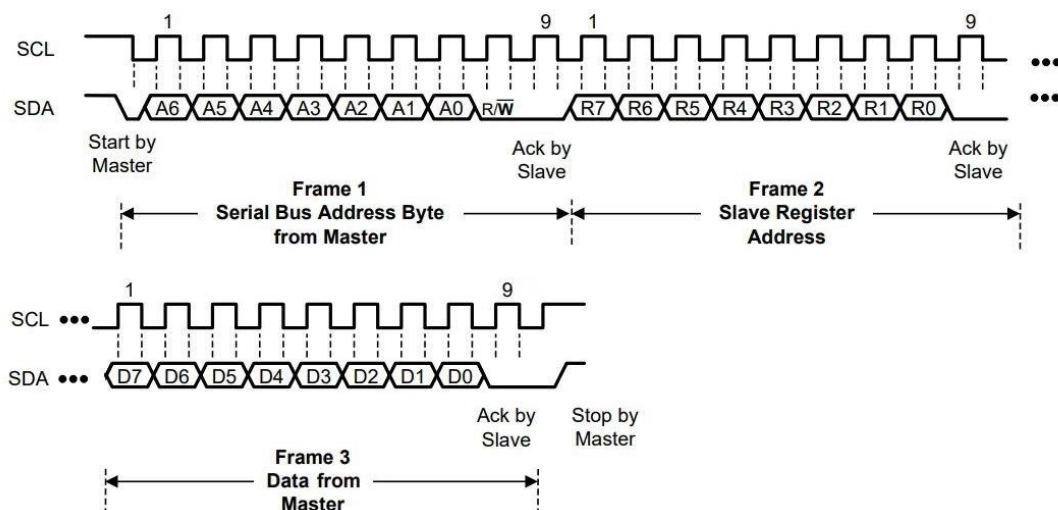 1 9 1 9
SCL
SDA A6 A5 A4 A3 A2 A1 A0 R/W̅ R7 R6 R5 R4 R3 R2 R1 R0
Start by Master
Ack by Slave
Ack by Slave
Frame 1
Serial Bus Address Byte
from Master
Frame 2
Slave Register
Address
1 9
SCL
SDA D7 D6 D5 D4 D3 D2 D1 D0
Ack by Slave
Stop by Master
Frame 3
Data from
Master